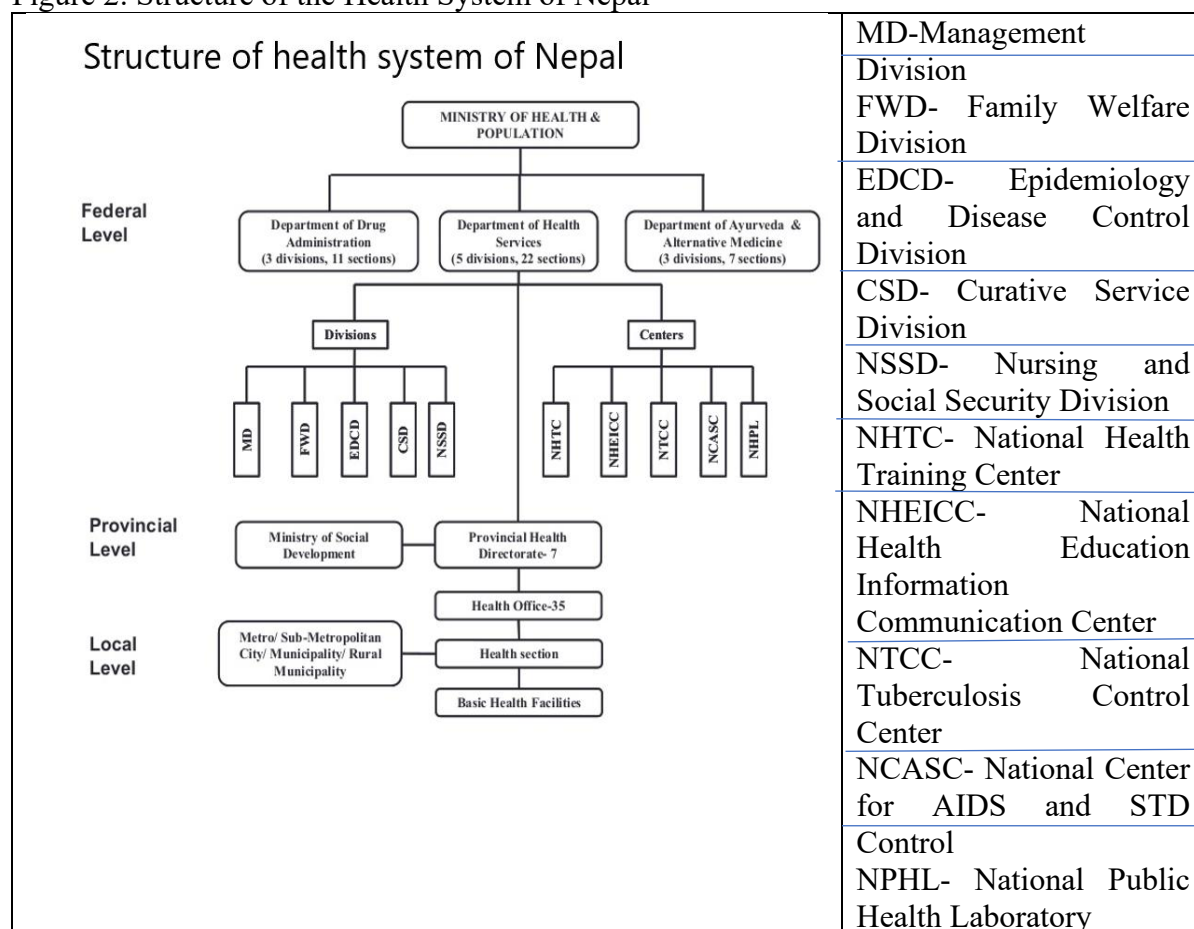 Figure 2: Structure of the Health System of Nepal
Structure of health system of Nepal
MINISTRY OF HEALTH &
POPULATION
Federal
Level
Department of Drug
Administration
(3 divisions, 11 sections)
Department of Health
Services
(5 divisions, 22 sections)
Department of Ayurveda &
Alternative Medicine
(3 divisions, 7 sections)
Divisions
Centers
MD
FWD
EDCD
CSD
NSSD
NHTC
NHEICC
NTCC
NCASC
NHPL
Provincial
Level
Ministry of Social
Development
Provincial Health
Directorate- 7
Health Office-35
Local
Level
Metro/ Sub-Metropolitan
City/ Municipality/ Rural
Municipality
Health section
Basic Health Facilities
MD-Management
Division
FWD- Family Welfare
Division
EDCD- Epidemiology
and Disease Control
Division
CSD- Curative Service
Division
NSSD- Nursing and
Social Security Division
NHTC- National Health
Training Center
NHEICC- National
Health Education
Information
Communication Center
NTCC- National
Tuberculosis Control
Center
NCASC- National Center
for AIDS and STD
Control
NPHL- National Public
Health Laboratory